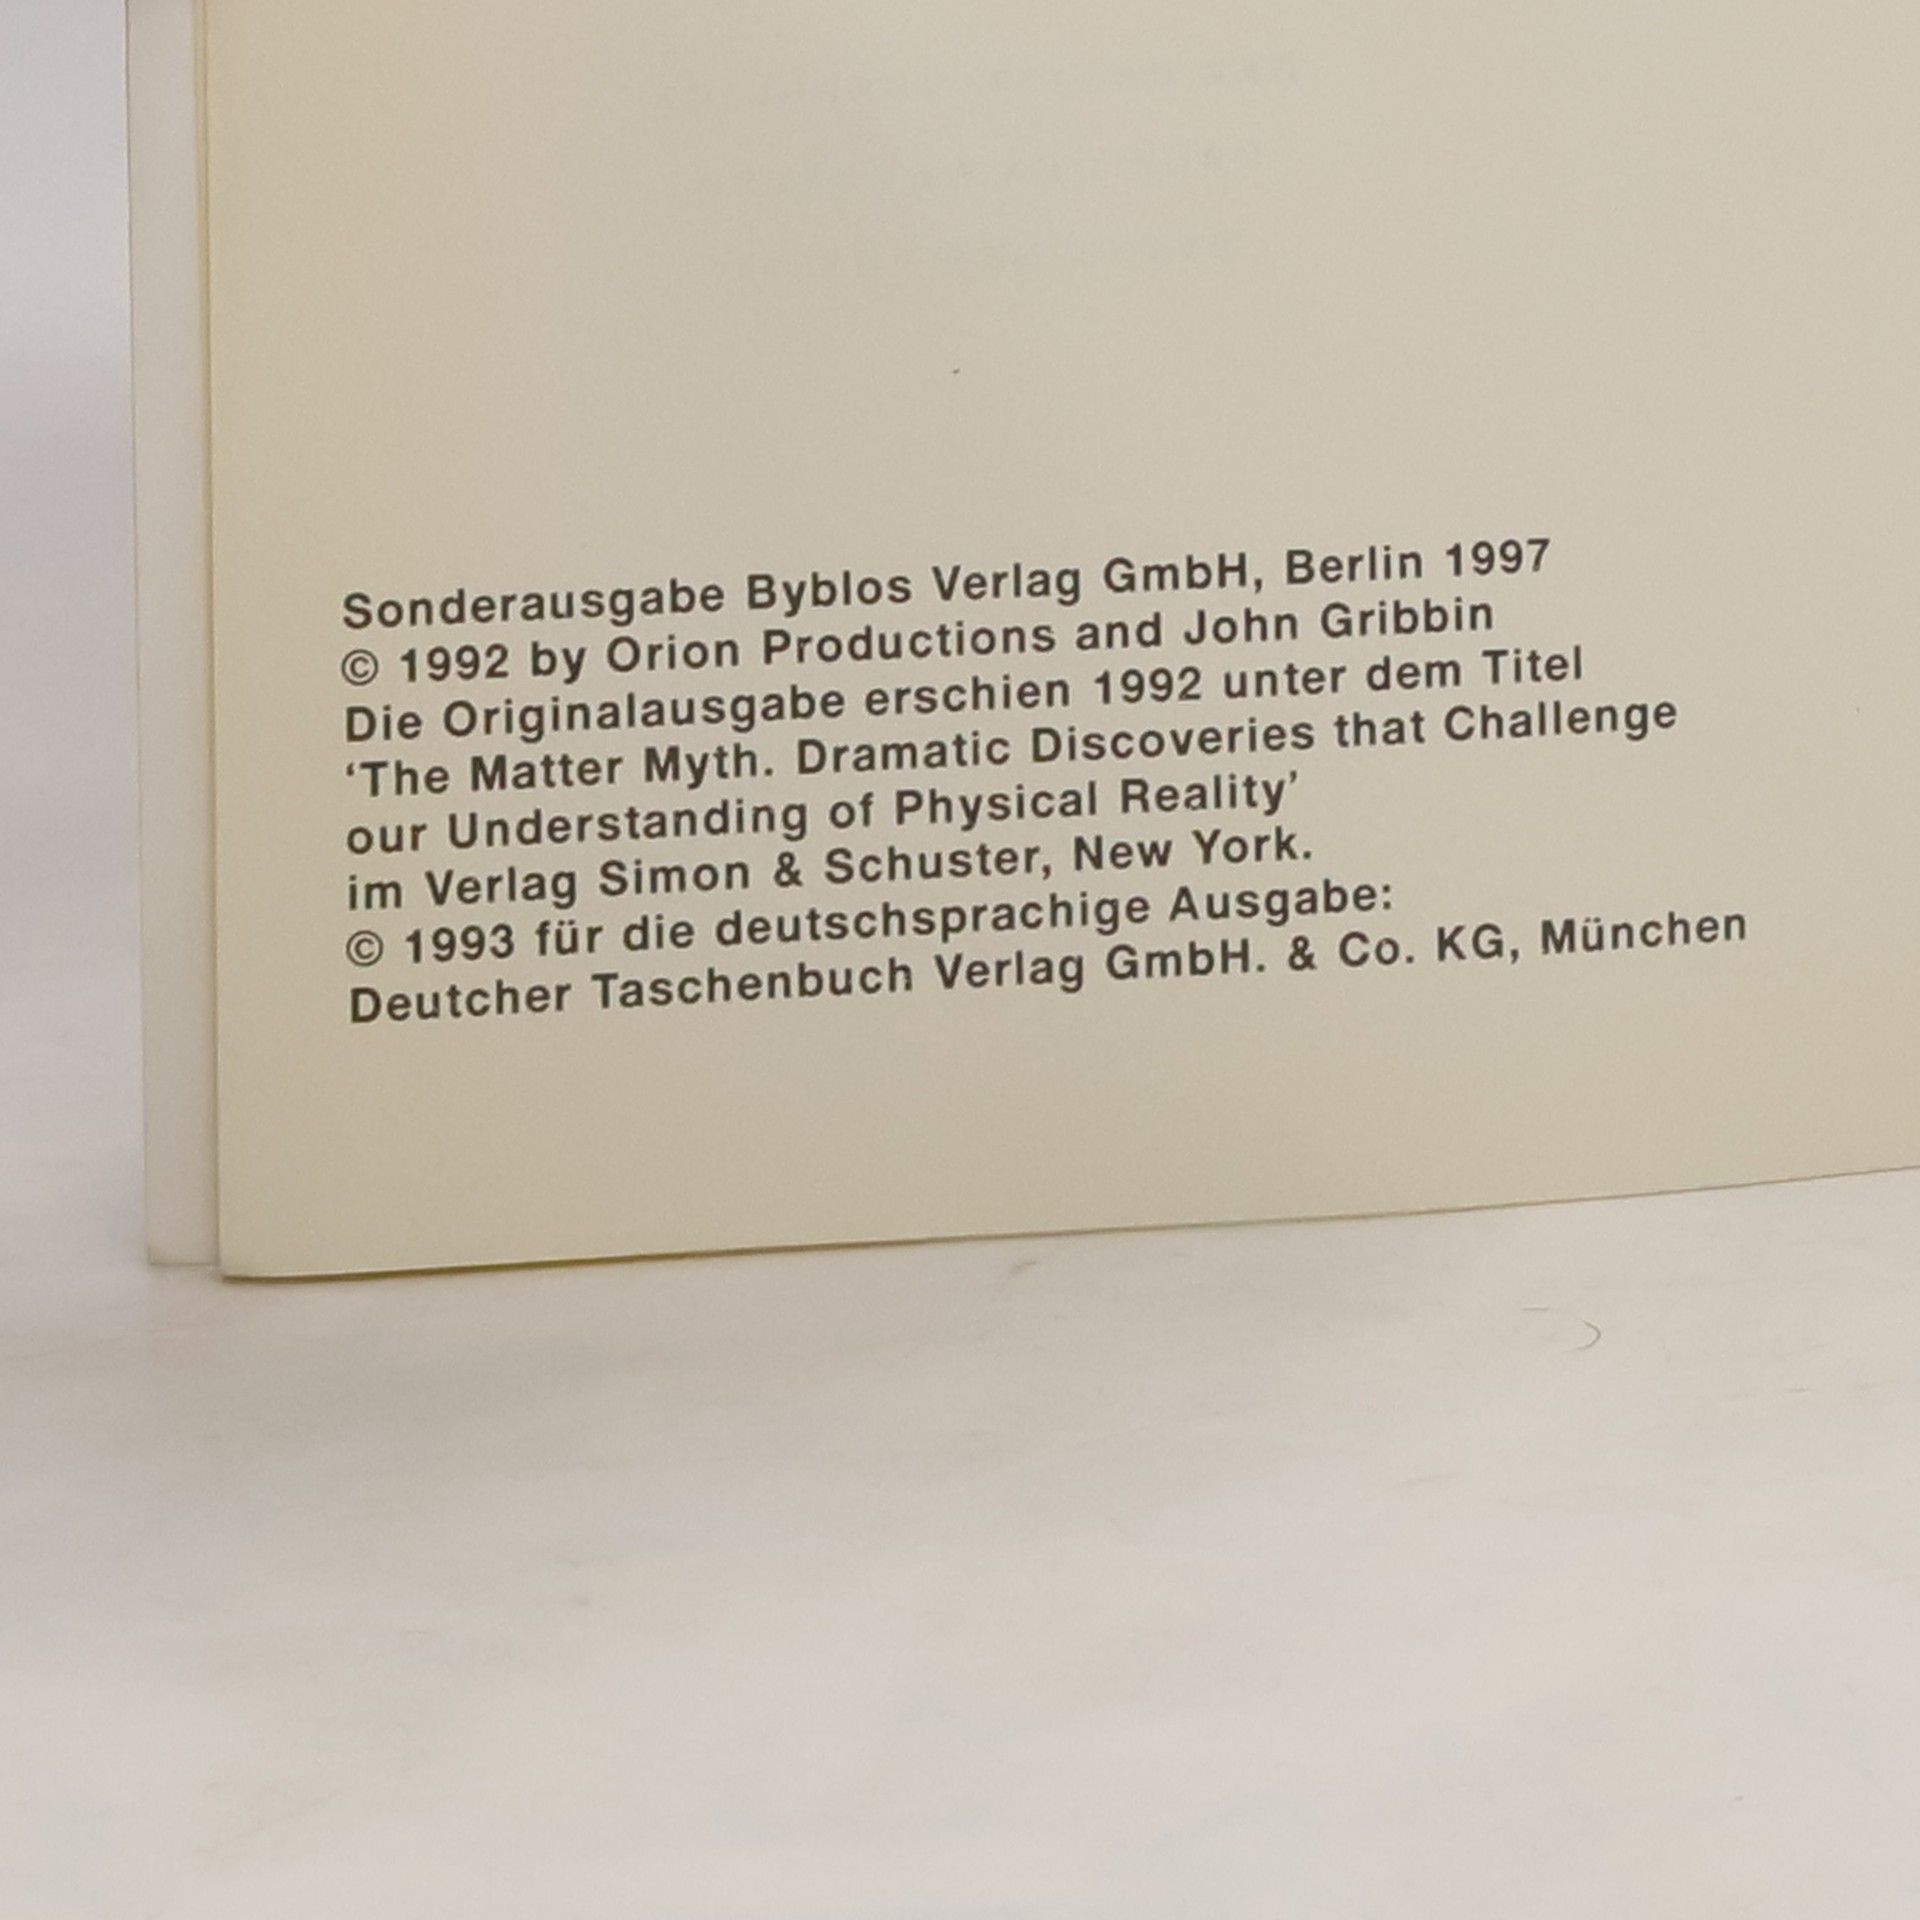 Sonderausgabe Byblos Verlag GmbH, Berlin 1997
© 1992 by Orion Productions and John Gribbin
Die Originalausgabe erschien 1992 unter dem Titel
‘The Matter Myth. Dramatic Discoveries that Challenge
our Understanding of Physical Reality’
im Verlag Simon & Schuster, New York.
© 1993 für die deutschsprachige Ausgabe:
Deutcher Taschenbuch Verlag GmbH. & Co. KG, München